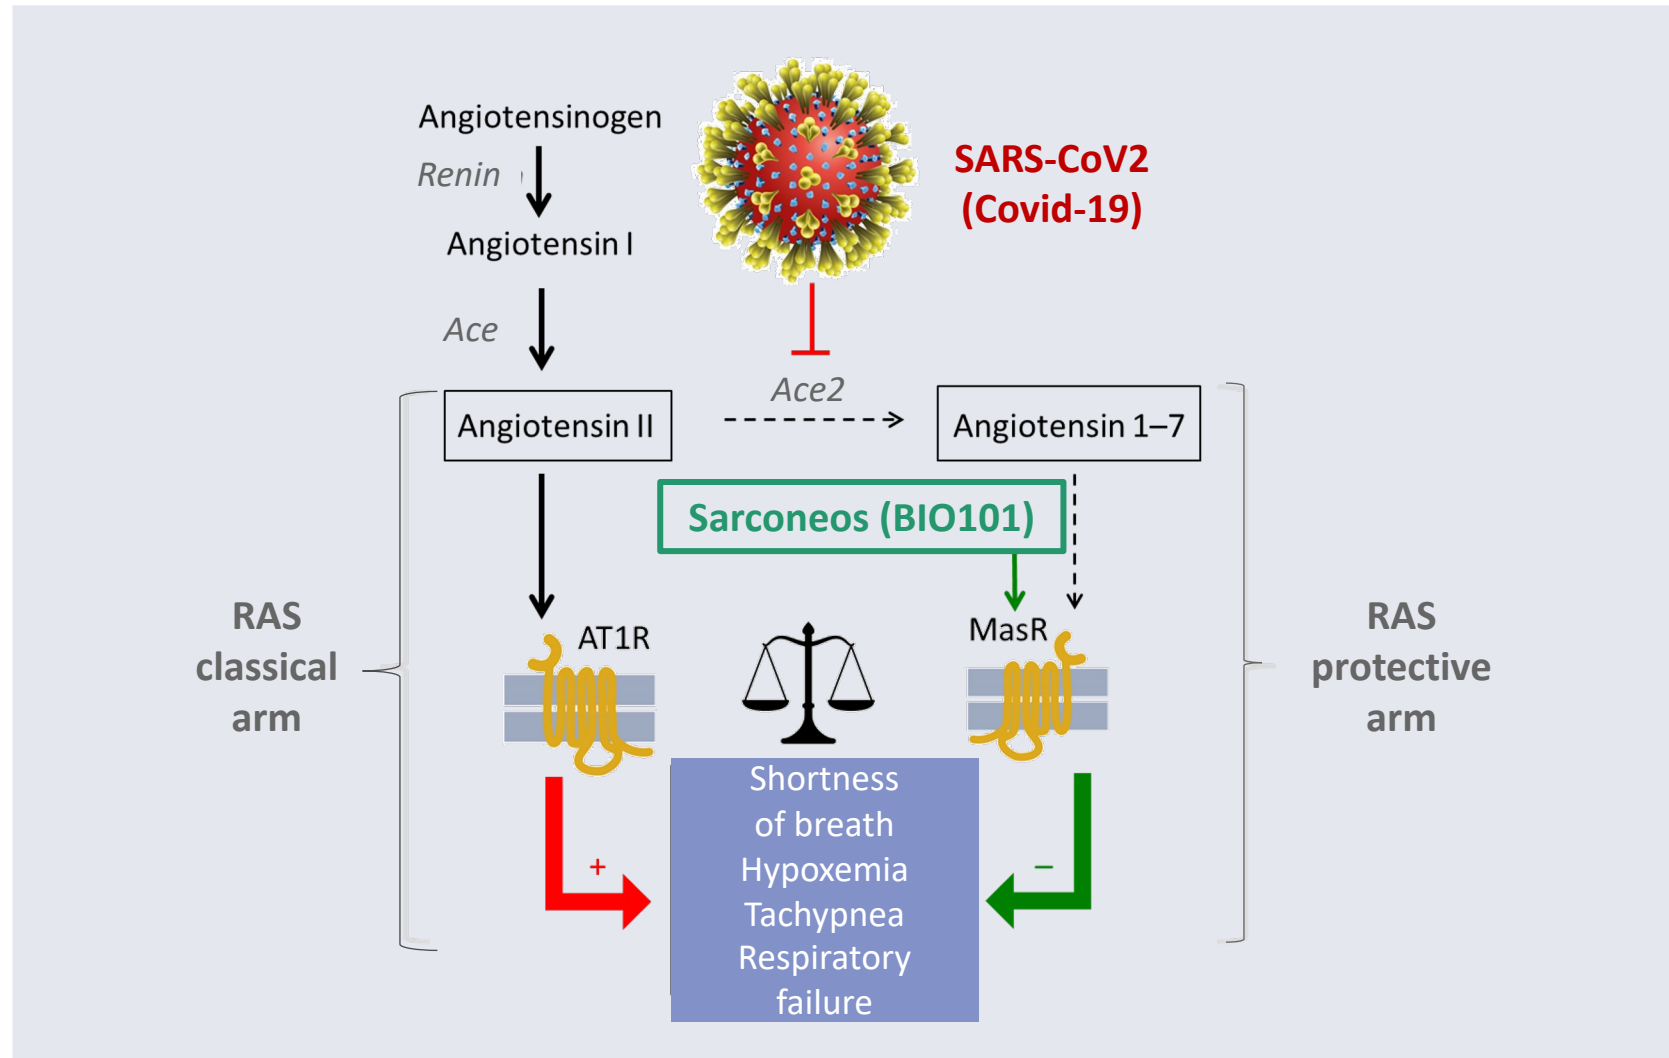 Angiotensinogen
Renin
Angiotensin I
SARS-CoV2
(Covid-19)
Ace
Ace2
Angiotensin II
Angiotensin 1–7
Sarconeos (BIO101)
RAS
classical
arm
AT1R
MasR
RAS
protective
arm
Shortness
of breath
Hypoxemia
Tachypnea
Respiratory
failure
+
–